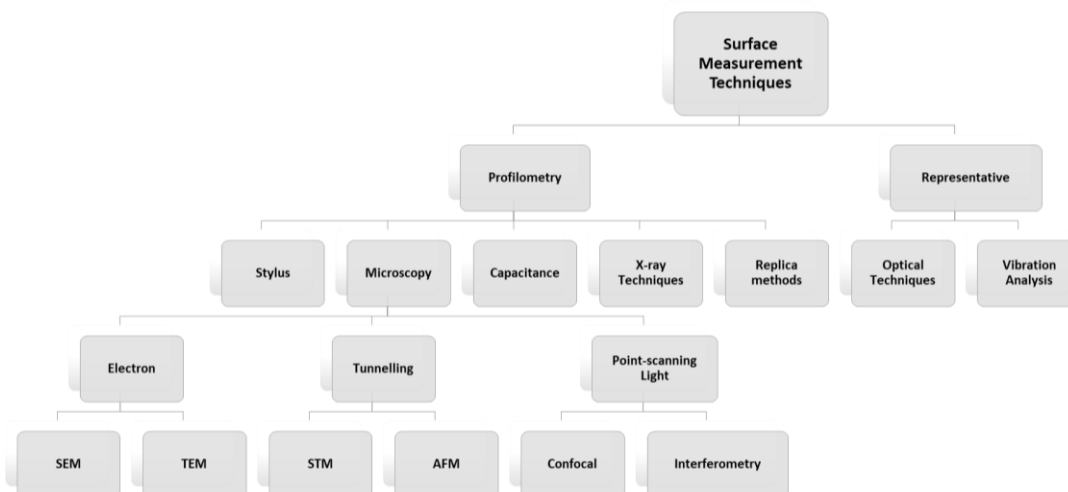 Surface
Measurement
Techniques
Profilometry
Representative
Stylus
Microscopy
Capacitance
X-ray
Techniques
Replica
methods
Optical
Techniques
Vibration
Analysis
Electron
Tunnelling
Point-scanning
Light
SEM
TEM
STM
AFM
Confocal
Interferometry